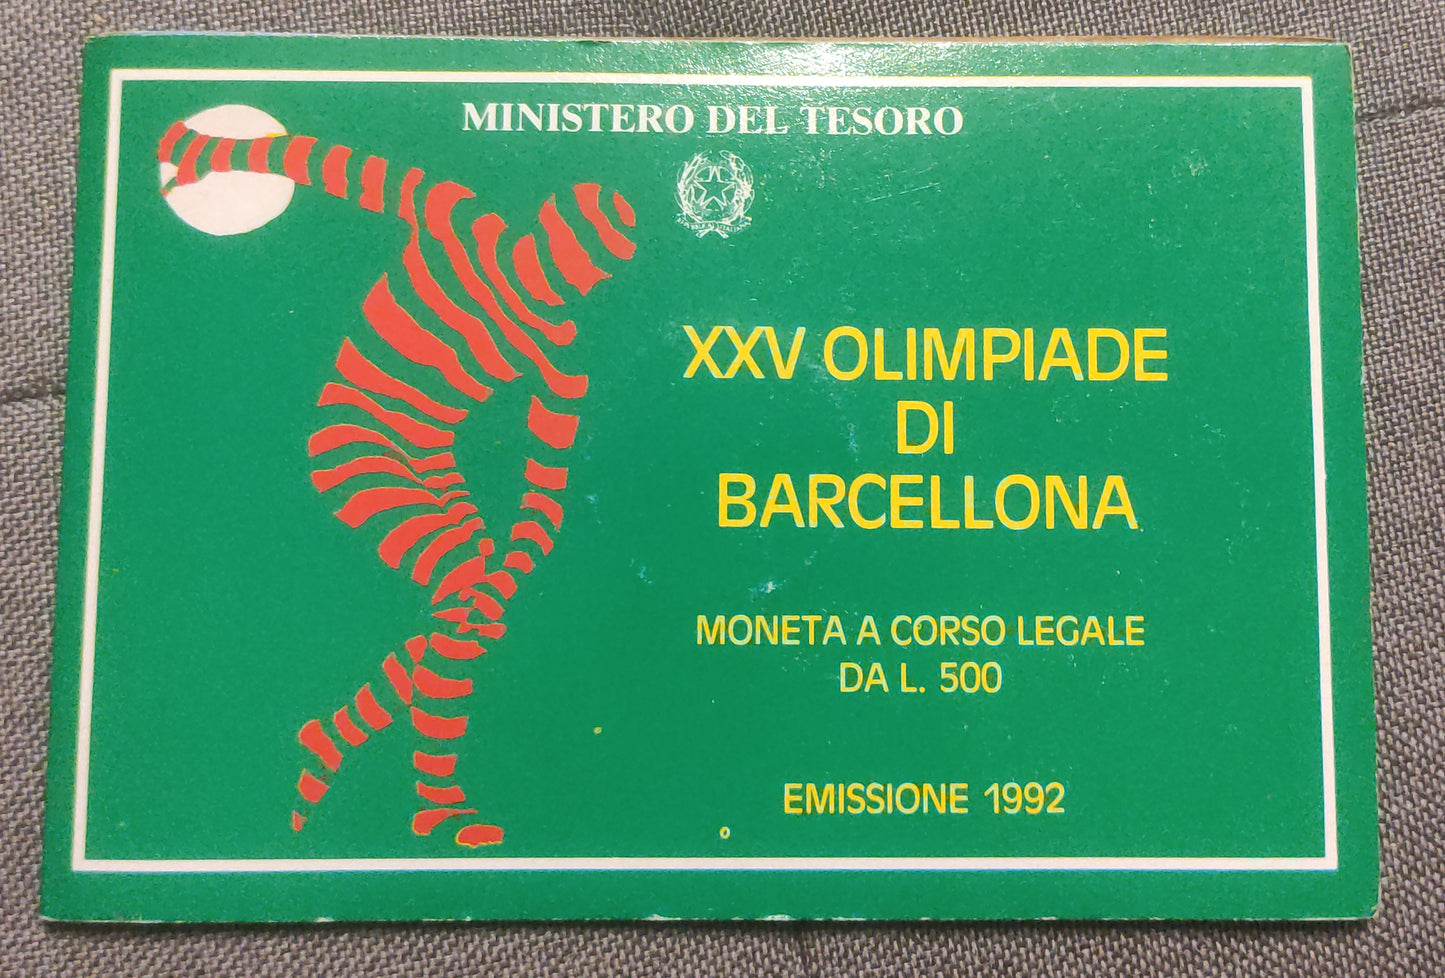 MINISTERO DEL TESORO
XXV OLIMPIADE
DI
BARCELLONA
MONETA A CORSO LEGALE
DA L. 500
EMISSIONE 1992